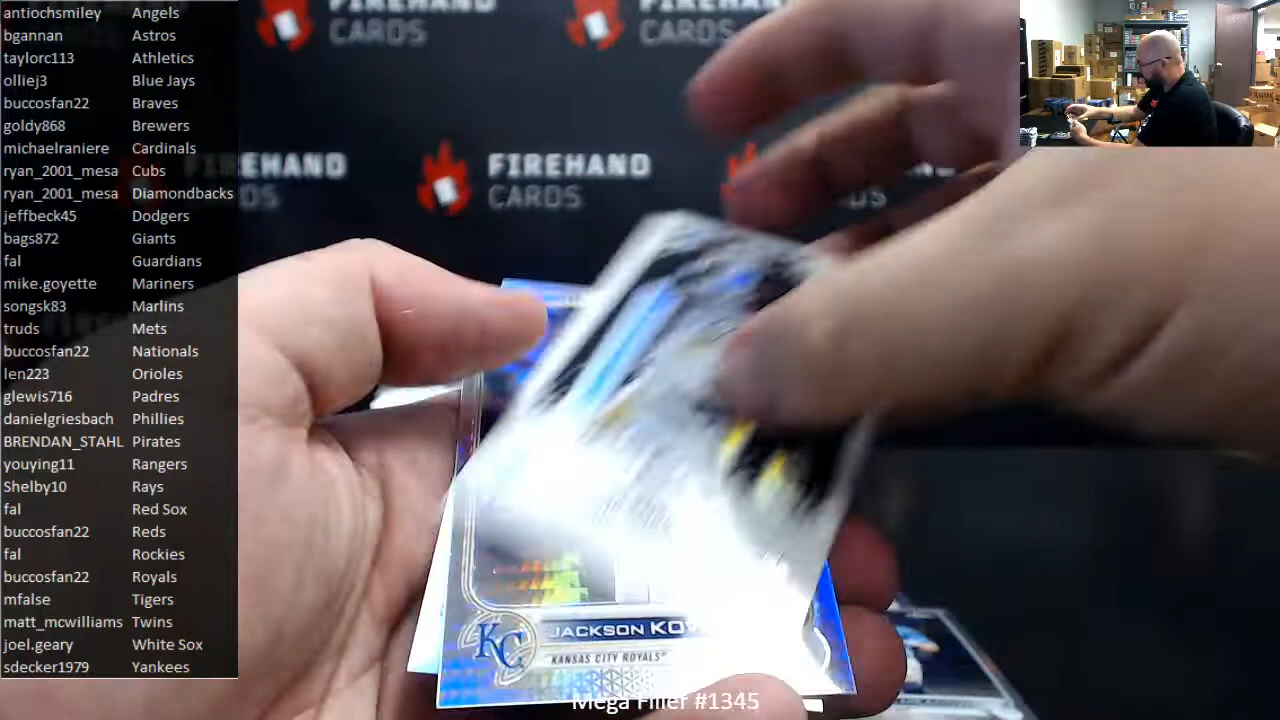 antiochsmiley Angels
bgannan Astros
taylorc113 Athletics
olliej3 Blue Jays
buccosfan22 Braves
goldy868 Brewers
michaelraniere Cardinals
ryan_2001_mesa Cubs
ryan_2001_mesa Diamondbacks
jeffbeck45 Dodgers
bags872 Giants
fal Guardians
mike.goyette Mariners
songsk83 Marlins
truds Mets
buccosfan22 Nationals
len223 Orioles
glewis716 Padres
danielgriesbach Phillies
BRENDAN_STAHL Pirates
youying11 Rangers
Shelby10 Rays
fal Red Sox
buccosfan22 Reds
fal Rockies
buccosfan22 Royals
mfalse Tigers
matt_mcwilliams Twins
joel.geary White Sox
sdecker1979 Yankees
FIREHAND
CARDS
CARDS
FIREHAND
CARDS
KC
JACKSON
KANSAS CITY ROYALS
Mega Filler #1345